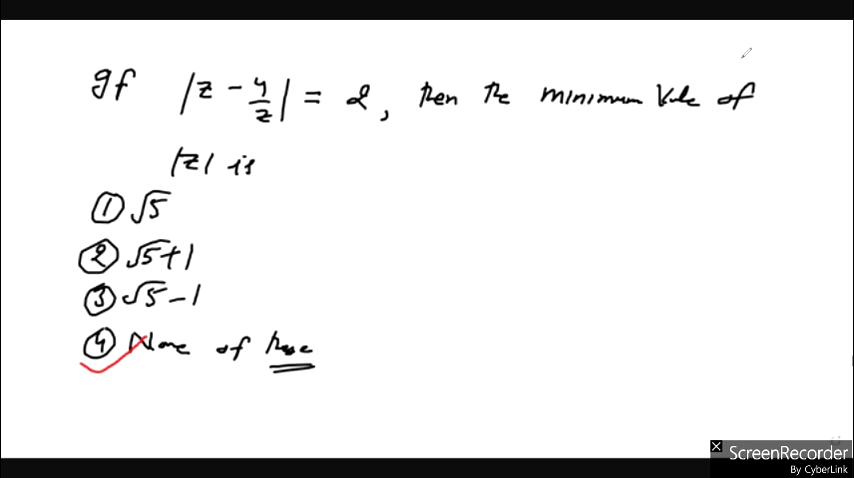 If |z - 4/z| = 2, then the minimum Value of
|z| is
① √5
② √5+1
③ √5-1
④ None of these
ScreenRecorder
By CyberLink